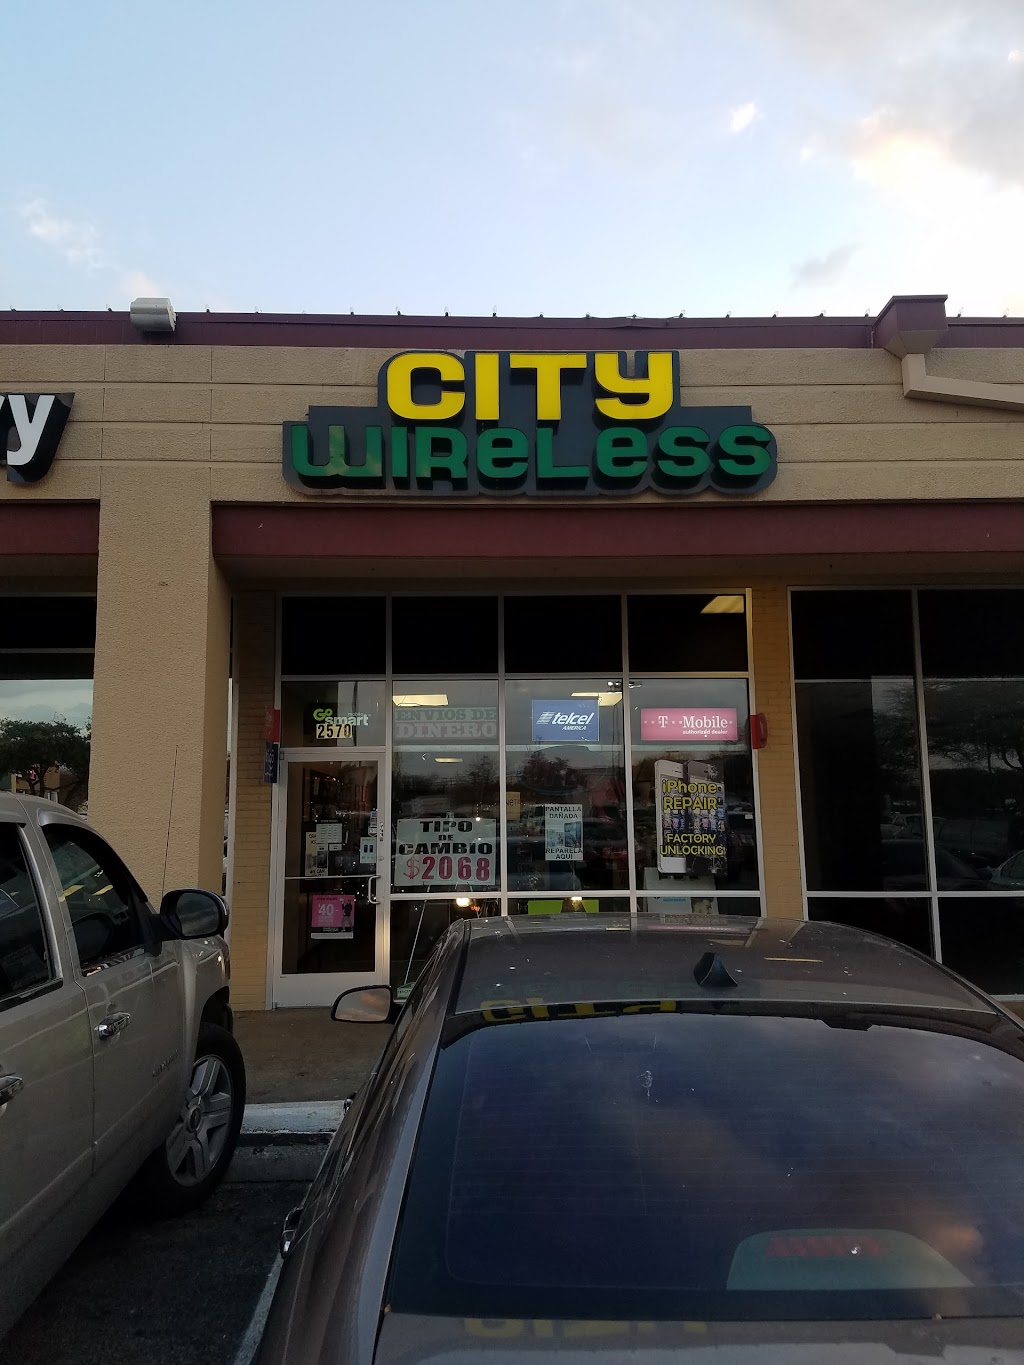 y
CITY
WIReLeSS
GO
smart
2570
ENVIOS DE
DINERO
telcel
AMERICA
T Mobile
authorized dealer
iPhone
REPAIR
FACTORY
UNLOCKING
PANTALLA
DAÑADA
REPARELA
AQUI
TIPO
DE
CAMBIO
$2068
40